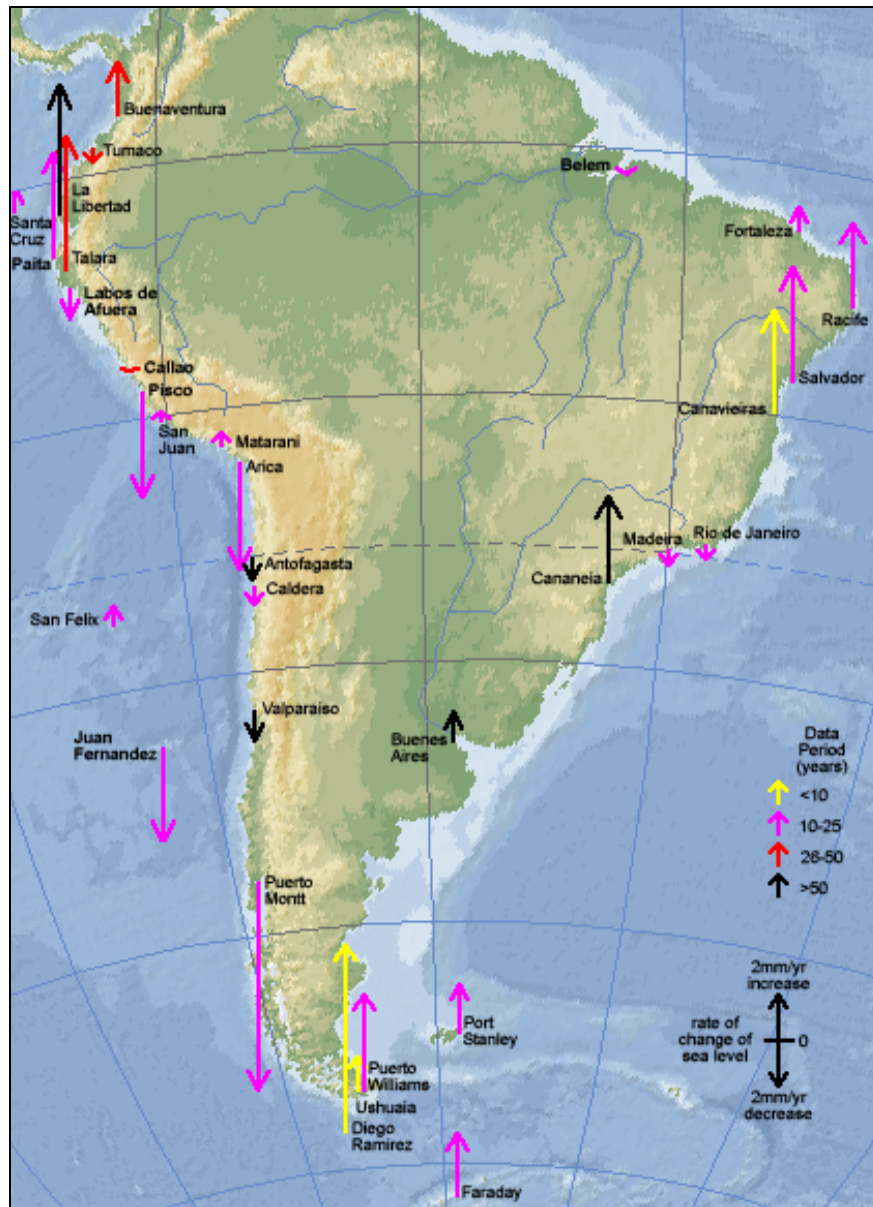 Buenaventura
Tumaco
Belem
La
Libertad
Santa
Cruz
Fortaleza
Talara
Paita
Labos de
Afuera
Racife
Callao
Pisco
Salvador
Canavieiras
San
Juan
Matarani
Arica
Madeira
Rio de Janeiro
Antofagasta
Cananeia
Caldera
San Felix
Valparaiso
Juan
Fernandez
Buenes
Aires
Data
Period
(years)
<10
10-25
26-50
>50
Puerto
Montt
2mm/yr
increase
Port
Stanley
rate of
change of
sea level
0
Puerto
Williams
Ushuaia
2mm/yr
decrease
Diego
Ramirez
Faraday